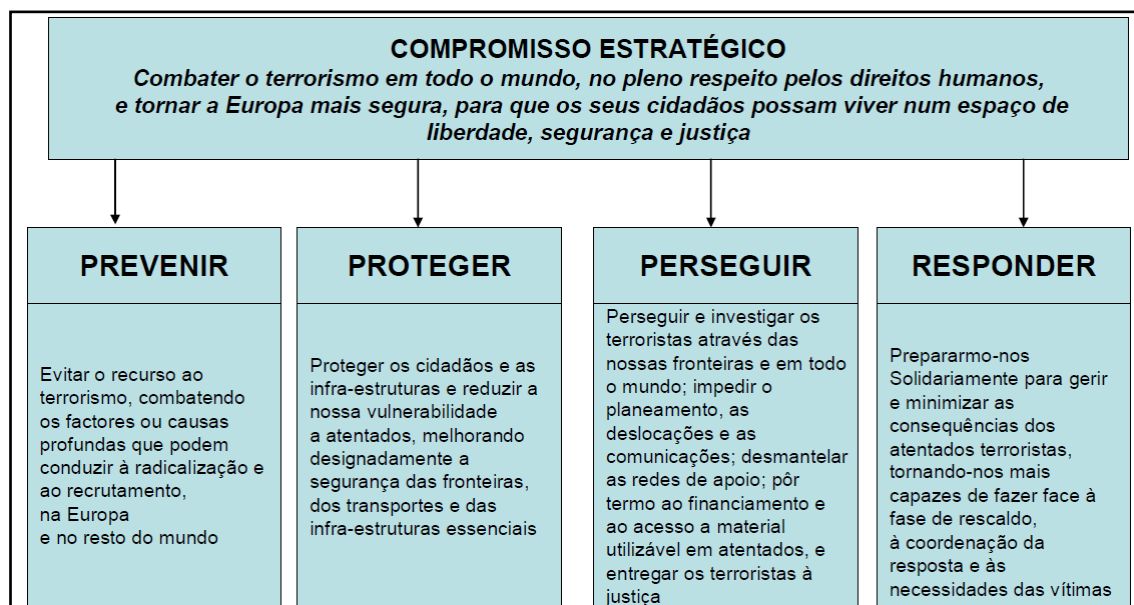 COMPROMISSO ESTRATÉGICO
Combater o terrorismo em todo o mundo, no pleno respeito pelos direitos humanos,
e tornar a Europa mais segura, para que os seus cidadãos possam viver num espaço de
liberdade, segurança e justiça
PREVENIR
Evitar o recurso ao
terrorismo, combatendo
os factores ou causas
profundas que podem
conduzir à radicalização e
ao recrutamento,
na Europa
e no resto do mundo
PROTEGER
Proteger os cidadãos e as
infra-estruturas e reduzir a
nossa vulnerabilidade
a atentados, melhorando
designadamente a
segurança das fronteiras,
dos transportes e das
infra-estruturas essenciais
PERSEGUIR
Perseguir e investigar os
terroristas através das
nossas fronteiras e em todo
o mundo; impedir o
planeamento, as
deslocações e as
comunicações; desmantelar
as redes de apoio; pôr
termo ao financiamento e
ao acesso a material
utilizável em atentados, e
entregar os terroristas à
justiça
RESPONDER
Prepararmo-nos
Solidariamente para gerir
e minimizar as
consequências dos
atentados terroristas,
tornando-nos mais
capazes de fazer face à
fase de rescaldo,
à coordenação da
resposta e às
necessidades das vítimas